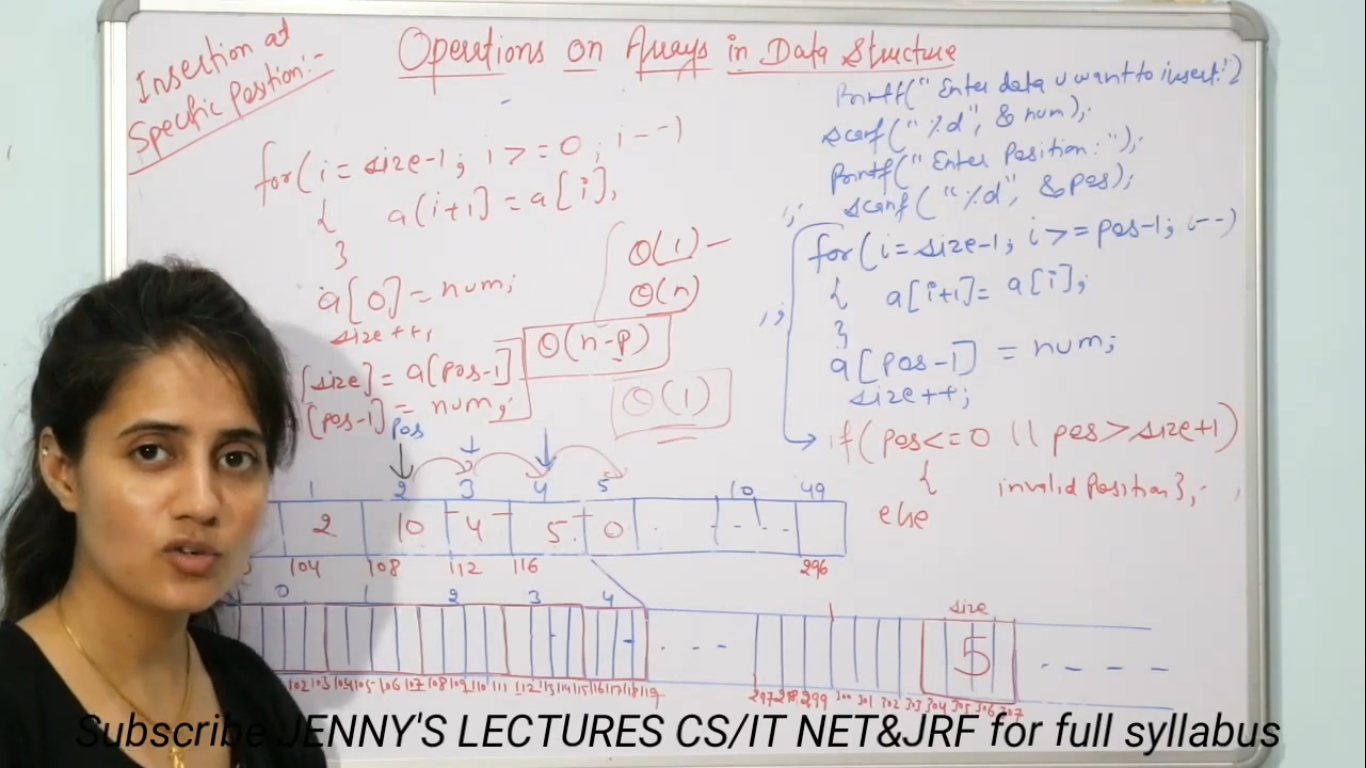 Insertion at
Specific Position:-
Operations on Arrays in Data Structure
for(i = size-1; i >= 0; i--)
{ a(i+1] = a[i];
}
a[0] = num;
size++;
[size] = a[pos-1]
[pos-1] = num;
O(1) -
O(n)
O(n-p)
O(1)
Printf(" Enter data u want to insert:")
scanf("%d", & num);
Printf(" Enter Position: ");
scanf("%d", &pos);
for(i=size-1; i >= pos-1; i--)
{ a[i+1] = a[i];
}
a[pos-1] = num;
size++;
if(pos<=0 || pos>size+1)
{ invalid Position};
else
Pos
1 2 3 4 5 10 49
2 10 4 5 0
104 108 112 116 296
0 1 2 3 4 size
5
102 103 104 105 106 107 108 109 110 111 112 113 114 115 116 117 118 119 297 298 299 300 301 302 303 304 305 306 307
Subscribe JENNY'S LECTURES CS/IT NET&JRF for full syllabus